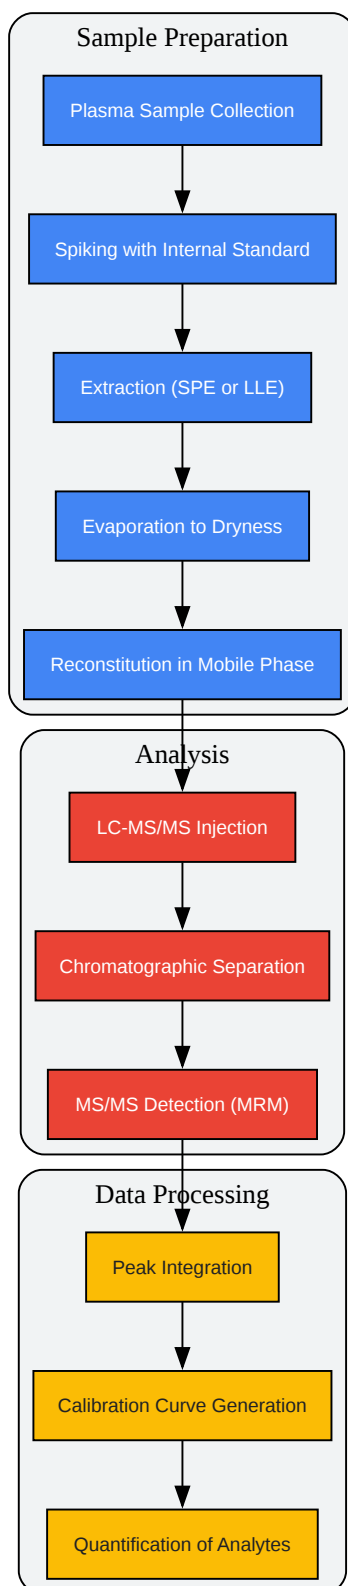 Sample Preparation
Plasma Sample Collection
Spiking with Internal Standard
Extraction (SPE or LLE)
Evaporation to Dryness
Reconstitution in Mobile Phase
Analysis
LC-MS/MS Injection
Chromatographic Separation
MS/MS Detection (MRM)
Data Processing
Peak Integration
Calibration Curve Generation
Quantification of Analytes